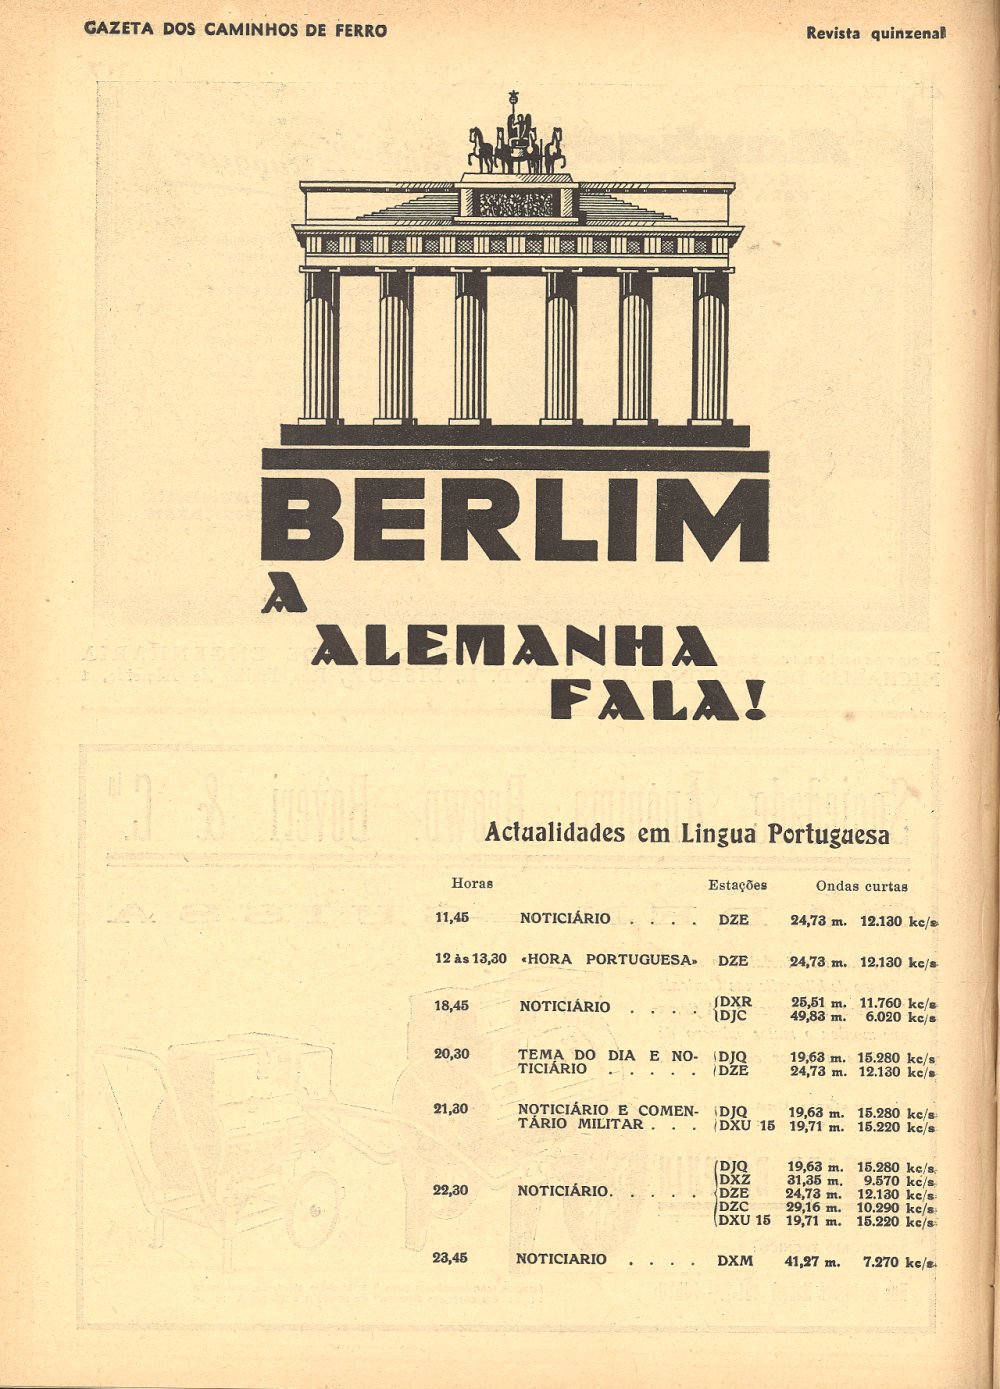 GAZETA DOS CAMINHOS DE FERRO
Revista quinzenal
BERLIM
A
ALEMANHA
FALA!
Actualidades em Lingua Portuguesa
Horas Estações Ondas curtas
11,45 NOTICIÁRIO . . . . DZE 24,73 m. 12.130 kc/s
12 às 13,30 «HORA PORTUGUESA» DZE 24,73 m. 12.130 kc/s
18,45 NOTICIÁRIO . . . . DXR 25,51 m. 11.760 kc/s
DJC 49,83 m. 6.020 kc/s
20,30 TEMA DO DIA E NO- DJQ 19,63 m. 15.280 kc/s
TICIÁRIO . . . . . DZE 24,73 m. 12.130 kc/s
21,30 NOTICIÁRIO E COMEN- DJQ 19,63 m. 15.280 kc/s
TÁRIO MILITAR . . . DXU 15 19,71 m. 15.220 kc/s
DJQ 19,63 m. 15.280 kc/s
DXZ 31,35 m. 9.570 kc/s
22,30 NOTICIÁRIO. . . . . DZE 24,73 m. 12.130 kc/s
DZC 29,16 m. 10.290 kc/s
DXU 15 19,71 m. 15.220 kc/s
23,45 NOTICIARIO . . . . DXM 41,27 m. 7.270 kc/s